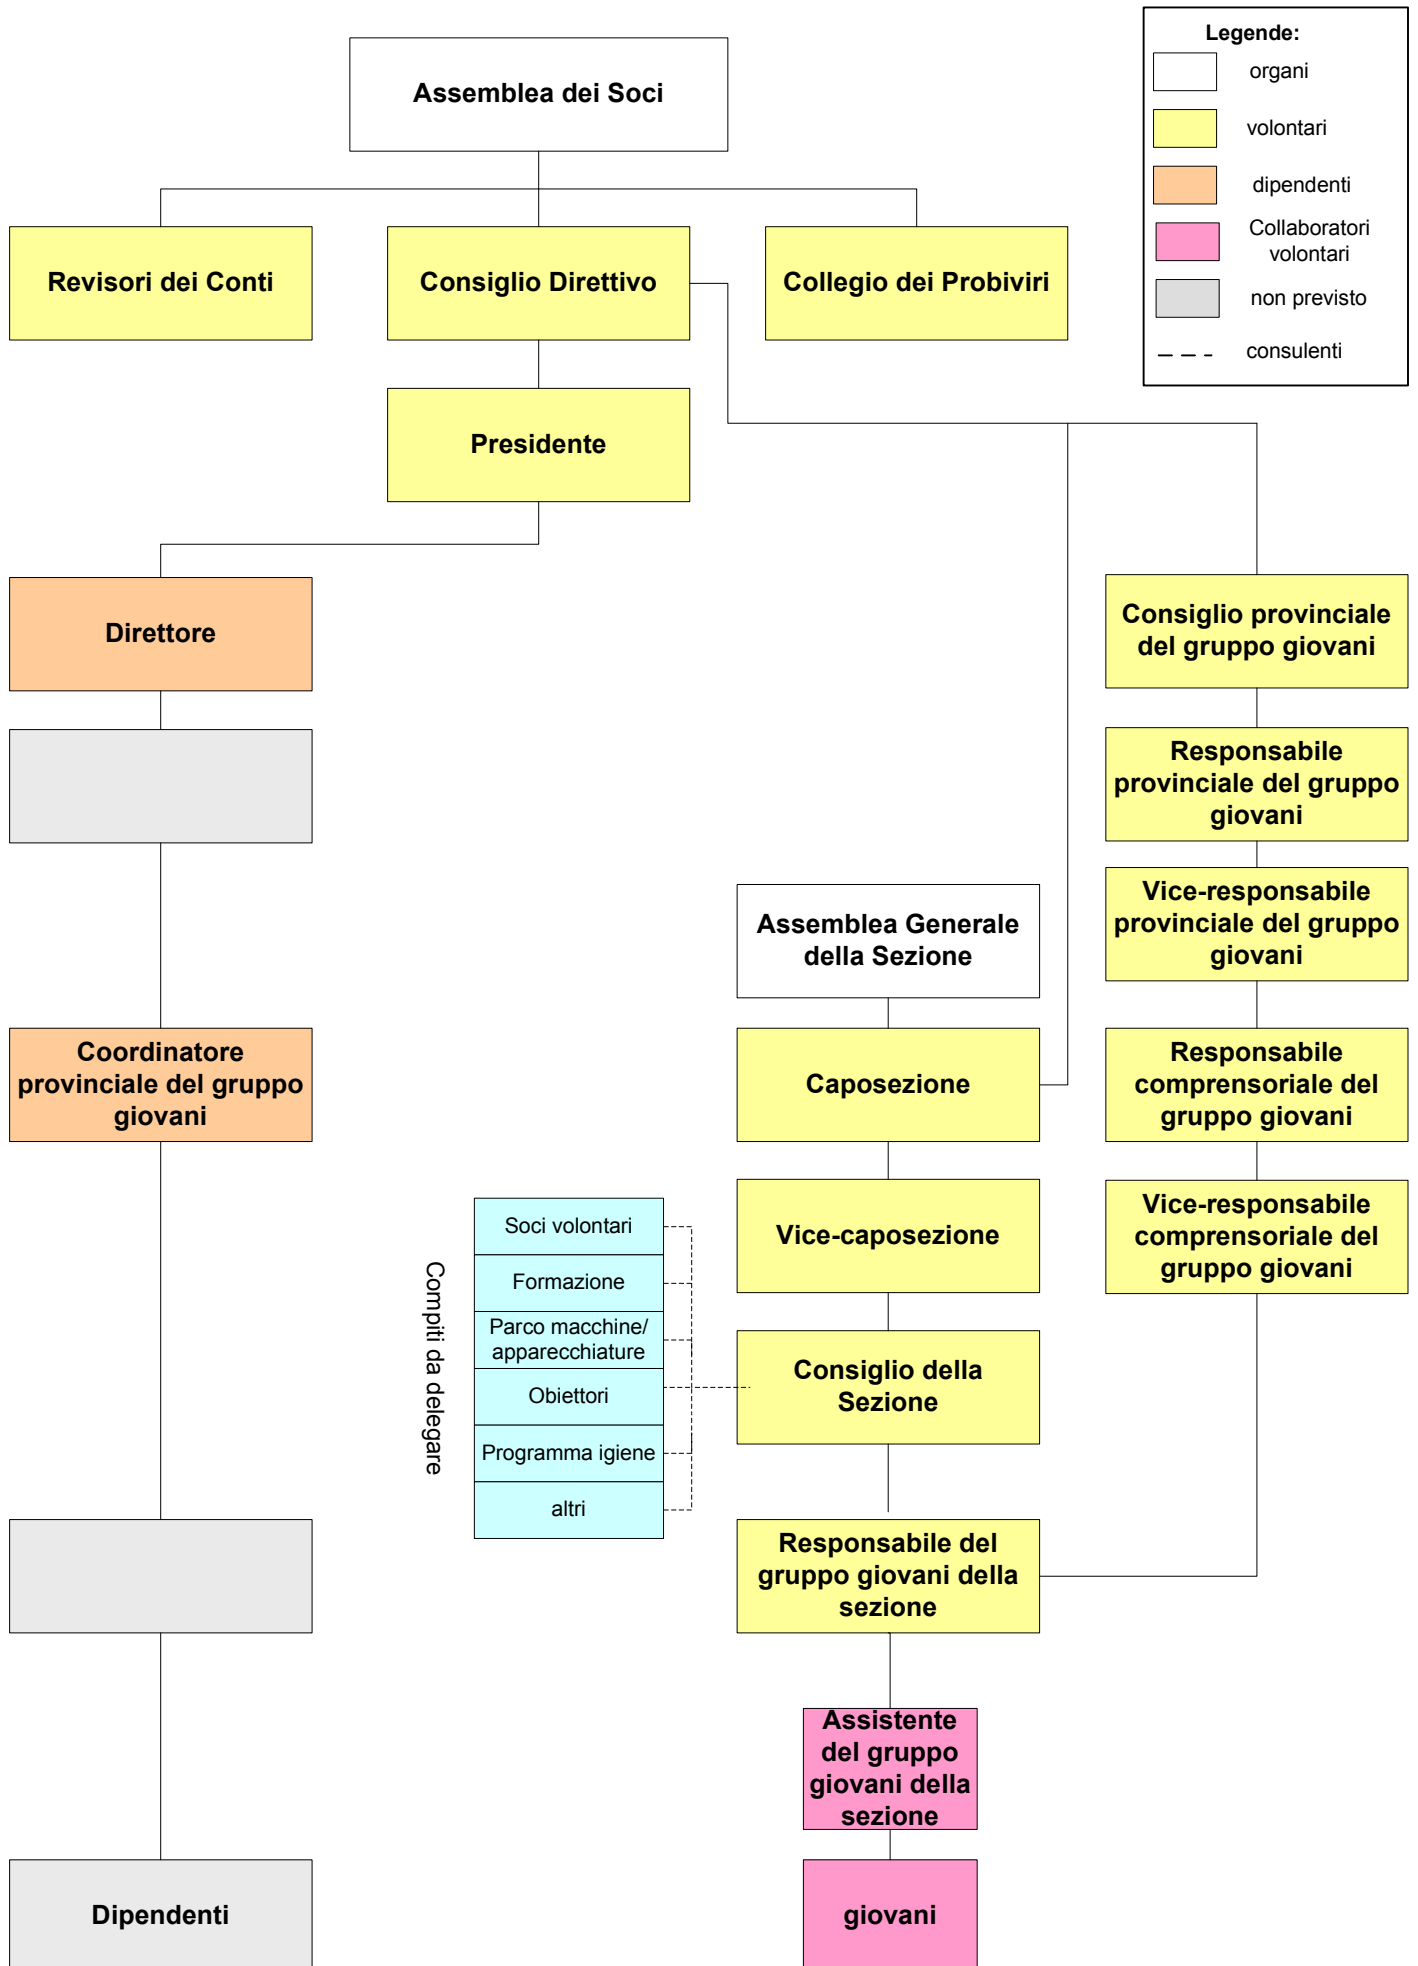 Legende:
organi
volontari
dipendenti
Collaboratori
volontari
non previsto
consulenti
Assemblea dei Soci
Revisori dei Conti
Consiglio Direttivo
Collegio dei Probiviri
Presidente
Direttore
Consiglio provinciale
del gruppo giovani
Responsabile
provinciale del gruppo
giovani
Vice-responsabile
provinciale del gruppo
giovani
Assemblea Generale
della Sezione
Coordinatore
provinciale del gruppo
giovani
Caposezione
Responsabile
comprensoriale del
gruppo giovani
Vice-caposezione
Vice-responsabile
comprensoriale del
gruppo giovani
Compiti da delegare
Soci volontari
Formazione
Parco macchine/
apparecchiature
Obiettori
Programma igiene
altri
Consiglio della
Sezione
Responsabile del
gruppo giovani della
sezione
Assistente
del gruppo
giovani della
sezione
Dipendenti
giovani